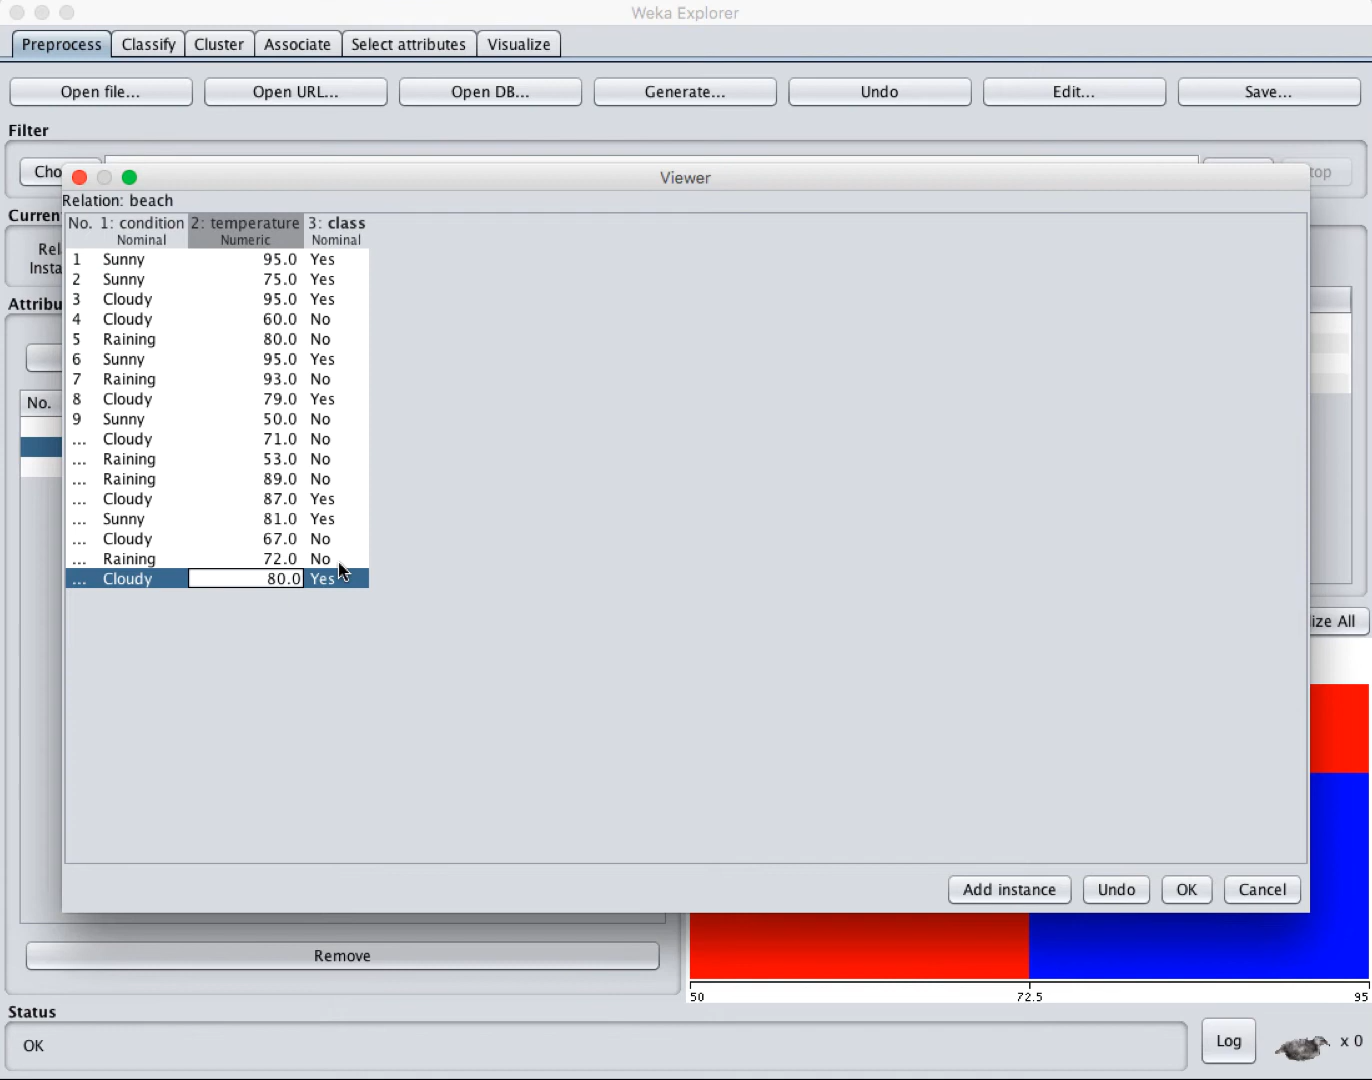 Weka Explorer
Preprocess Classify Cluster Associate Select attributes Visualize
Open file... Open URL... Open DB... Generate... Undo Edit... Save...
Filter
Cho top
Viewer
Relation: beach
Curren
No. 1: condition 2: temperature 3: class
Nominal Numeric Nominal
Rel
Insta
1 Sunny 95.0 Yes
2 Sunny 75.0 Yes
3 Cloudy 95.0 Yes
Attribu
4 Cloudy 60.0 No
5 Raining 80.0 No
6 Sunny 95.0 Yes
7 Raining 93.0 No
8 Cloudy 79.0 Yes
No.
9 Sunny 50.0 No
... Cloudy 71.0 No
... Raining 53.0 No
... Raining 89.0 No
... Cloudy 87.0 Yes
... Sunny 81.0 Yes
... Cloudy 67.0 No
... Raining 72.0 No
... Cloudy 80.0 Yes
ize All
Add instance Undo OK Cancel
Remove
50 72.5 95
Status
OK
Log x 0